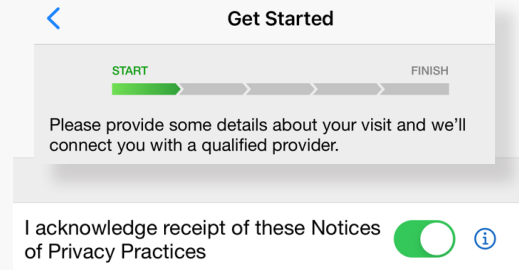 Get Started
START FINISH
Please provide some details about your visit and we'll
connect you with a qualified provider.
I acknowledge receipt of these Notices
of Privacy Practices